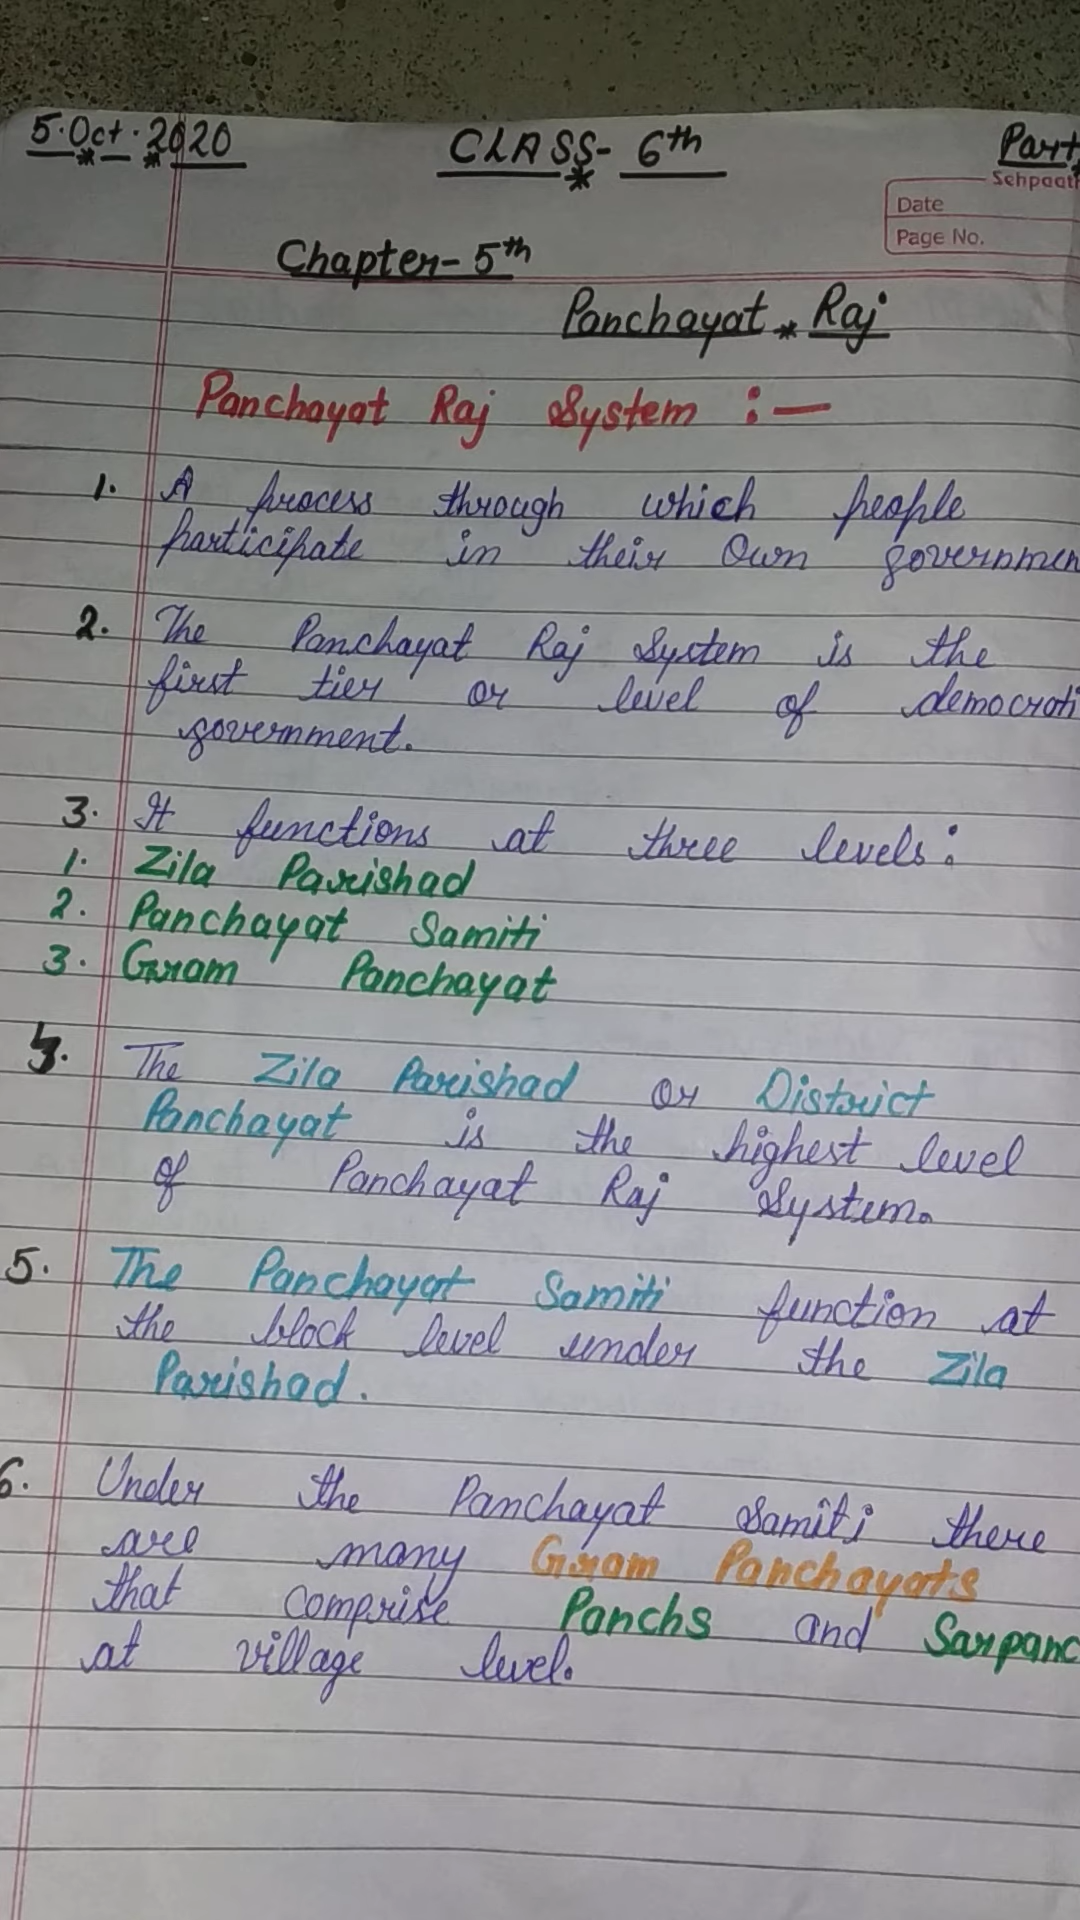 5.Oct.2020 CLASS- 6th Part
Sehpaath
Date
Page No.
Chapter- 5th
Panchayat Raj
Panchayat Raj System :-
1. A process through which people
participate in their own governmen
2. The Panchayat Raj System is the
first tier or level of democrati
government.
3. It functions at three levels:
1. Zila Parishad
2. Panchayat Samiti
3. Gram Panchayat
4. The Zila Parishad or District
Panchayat is the highest level
of Panchayat Raj System.
5. The Panchayat Samiti function at
the block level under the Zila
Parishad.
6. Under the Panchayat Samiti there
are many Gram Panchayats
that comprise Panchs and Sarpanc
at village level.